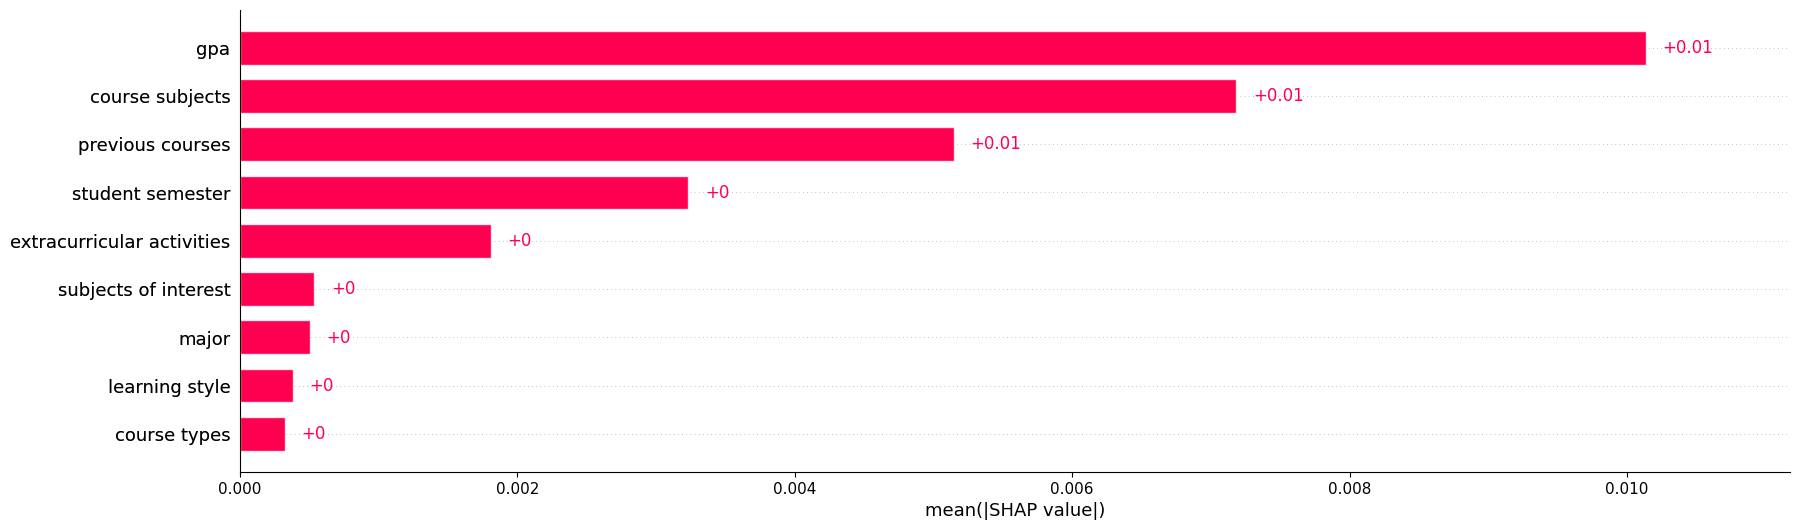 gpa +0.01
course subjects +0.01
previous courses +0.01
student semester +0
extracurricular activities +0
subjects of interest +0
major +0
learning style +0
course types +0
0.000 0.002 0.004 0.006 0.008 0.010
mean(|SHAP value|)